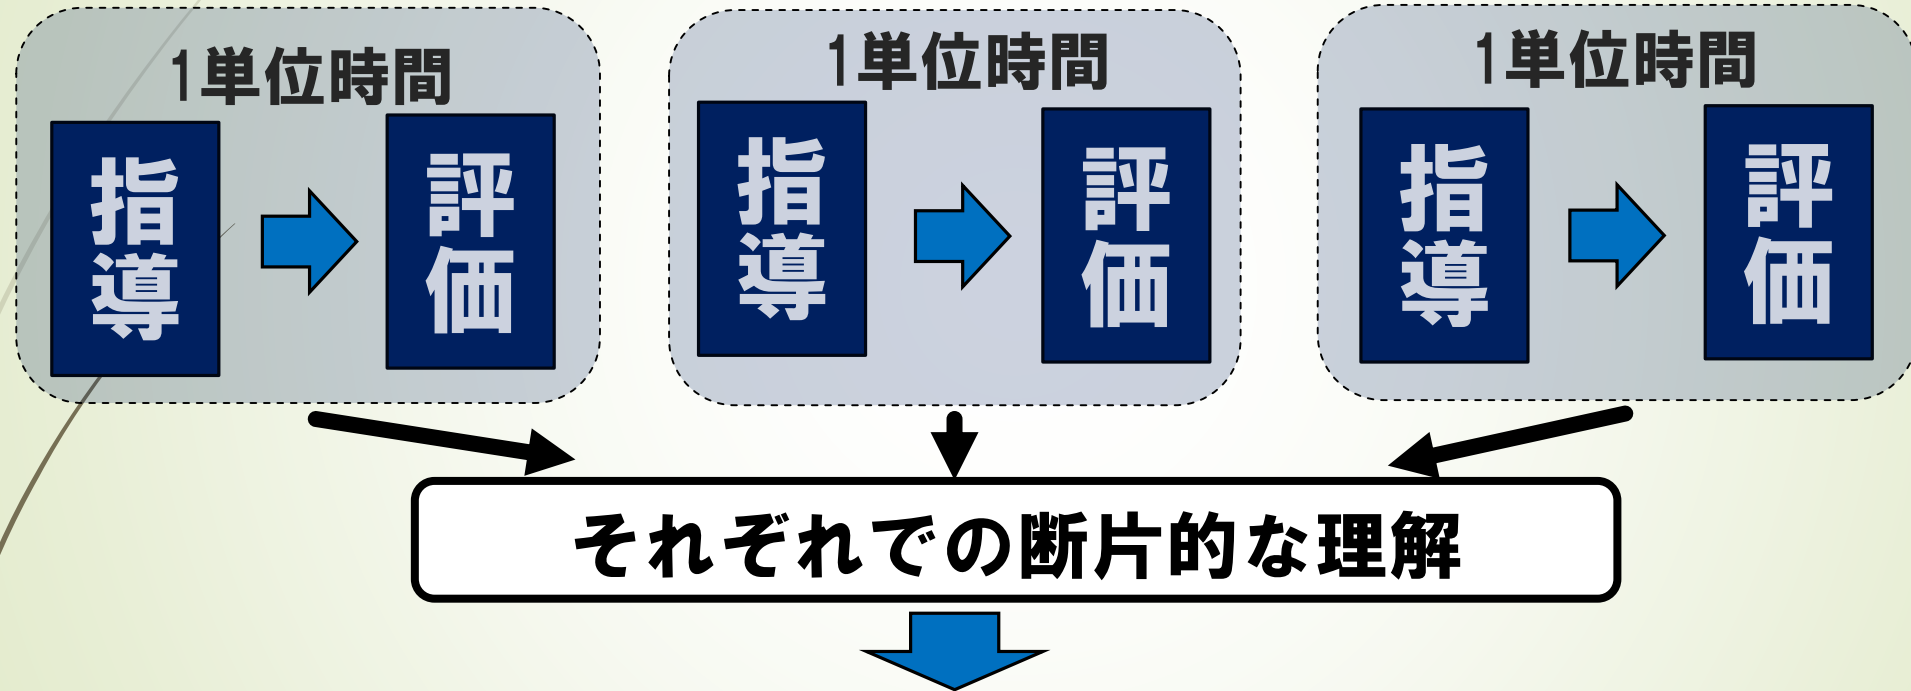 1単位時間
指導
評価
1単位時間
指導
評価
1単位時間
指導
評価
それぞれでの断片的な理解